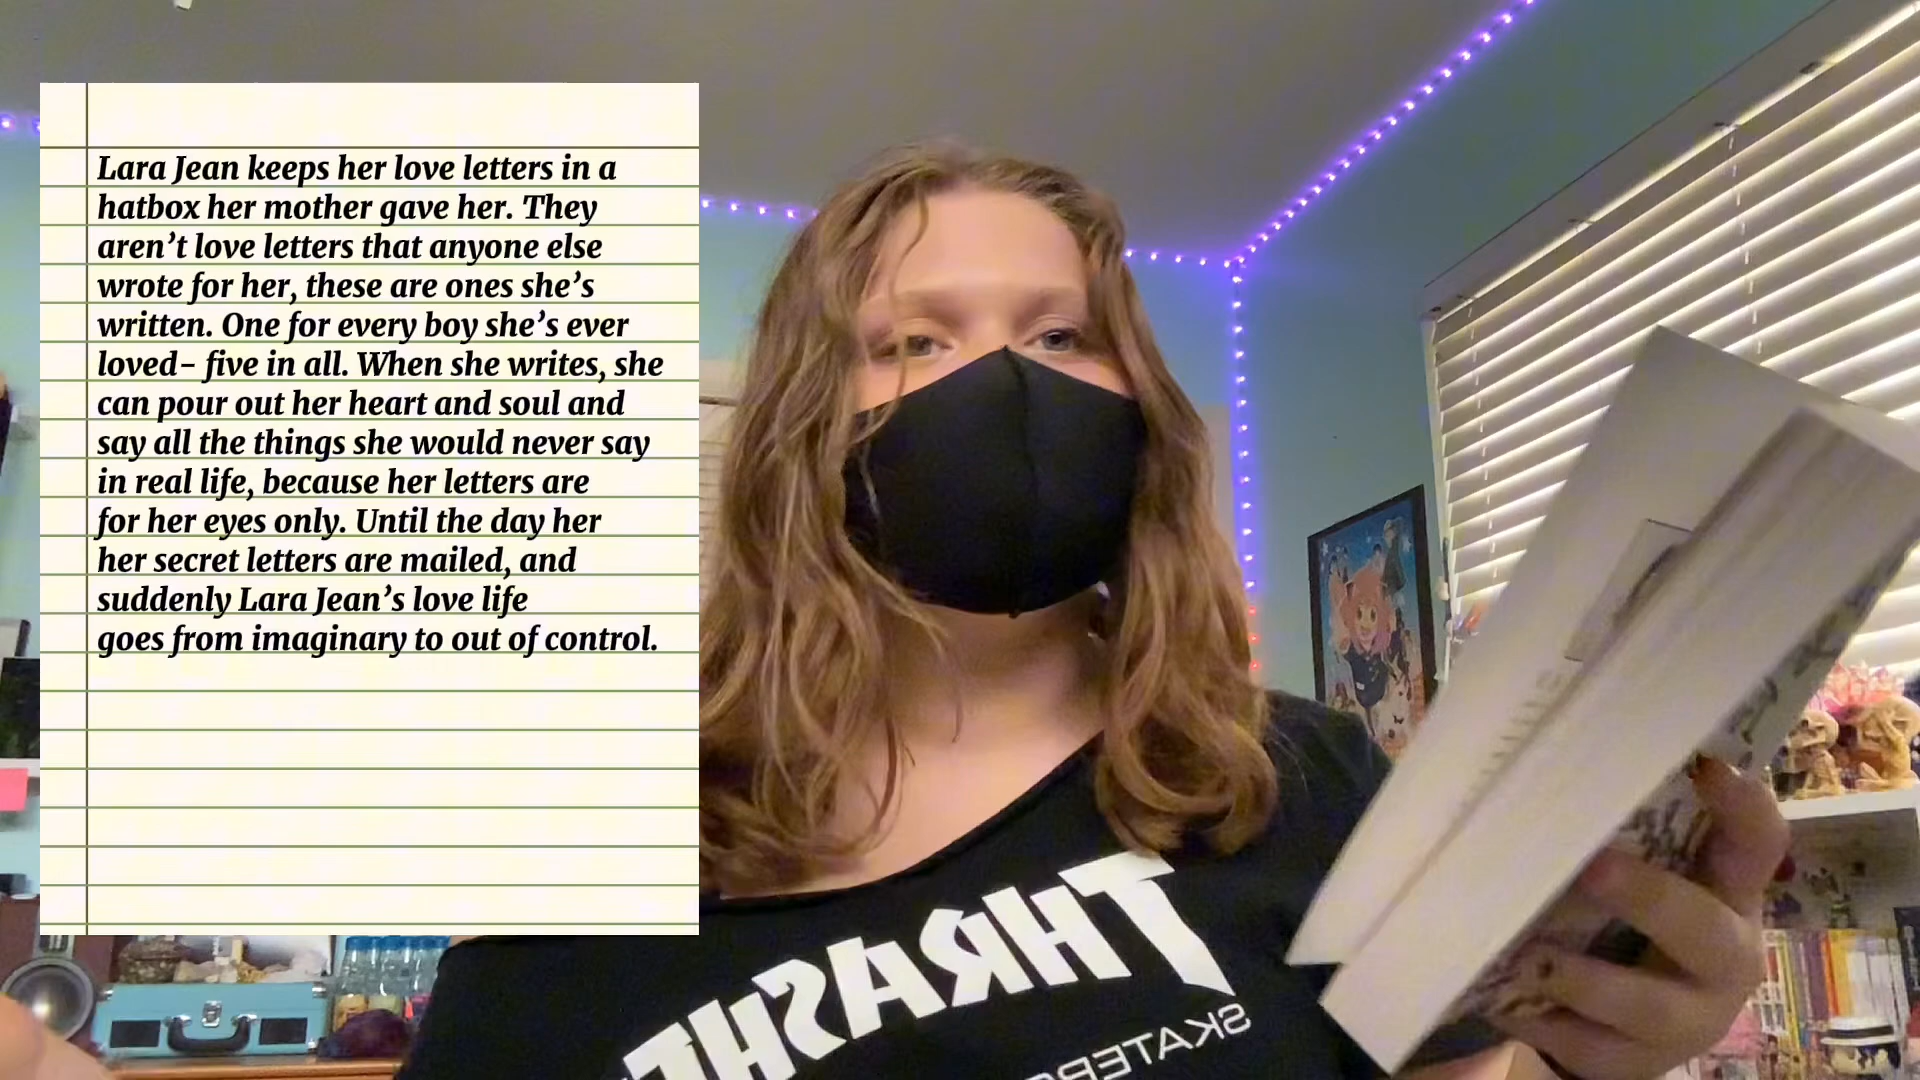 Lara Jean keeps her love letters in a
hatbox her mother gave her. They
aren’t love letters that anyone else
wrote for her, these are ones she’s
written. One for every boy she’s ever
loved– five in all. When she writes, she
can pour out her heart and soul and
say all the things she would never say
in real life, because her letters are
for her eyes only. Until the day her
her secret letters are mailed, and
suddenly Lara Jean’s love life
goes from imaginary to out of control.
THRASHE
SKATEBO